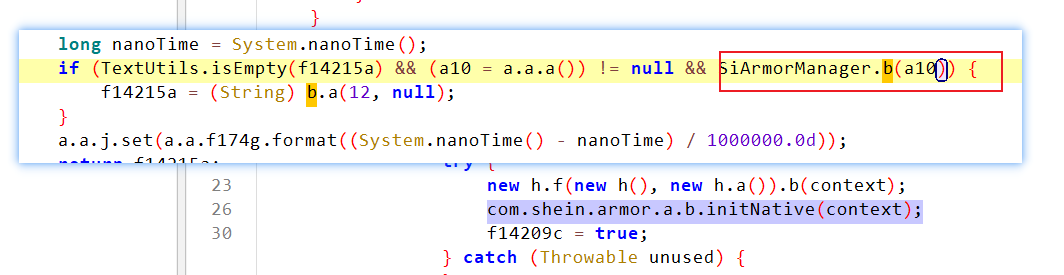 }
long nanoTime = System.nanoTime();
if (TextUtils.isEmpty(f14215a) && (a10 = a.a.a()) != null && SiArmorManager.b(a10)) {
f14215a = (String) b.a(12, null);
}
a.a.j.set(a.a.f174g.format((System.nanoTime() - nanoTime) / 1000000.0d));
return f14215a;
try {
23 new h.f(new h(), new h.a()).b(context);
26 com.shein.armor.a.b.initNative(context);
30 f14209c = true;
} catch (Throwable unused) {